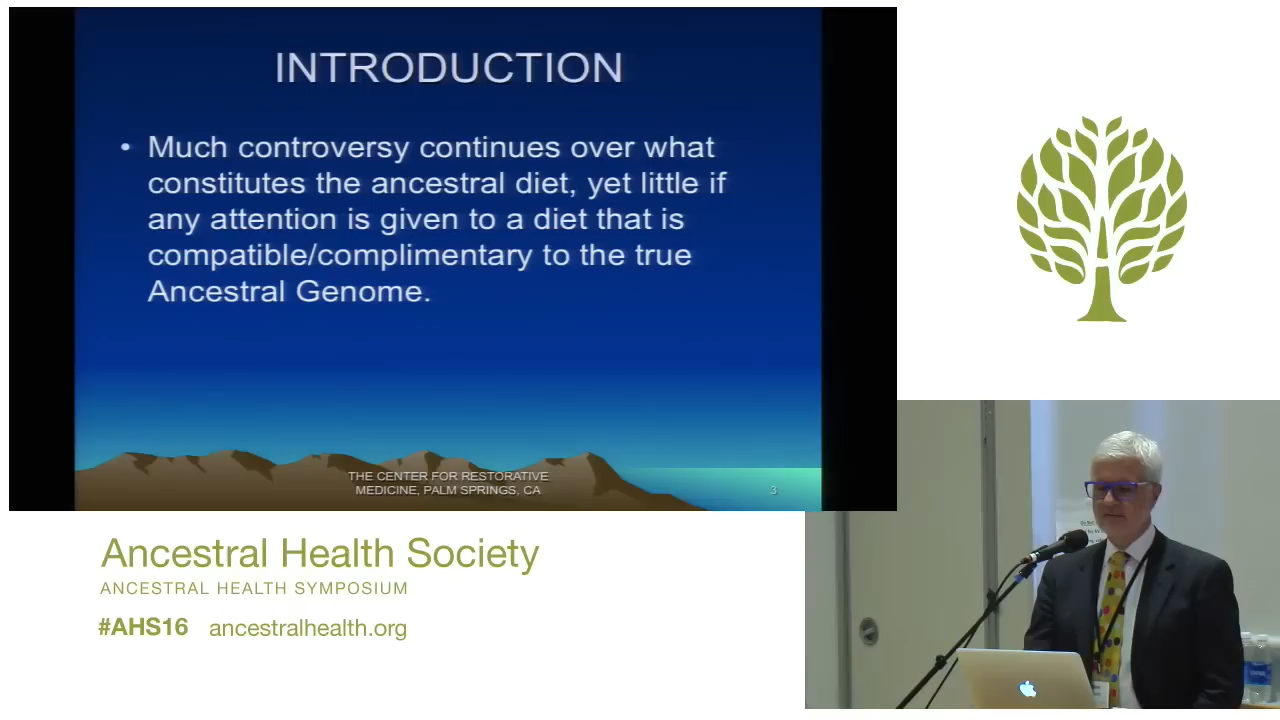 INTRODUCTION
• Much controversy continues over what
constitutes the ancestral diet, yet little if
any attention is given to a diet that is
compatible/complimentary to the true
Ancestral Genome.
THE CENTER FOR RESTORATIVE
MEDICINE, PALM SPRINGS, CA
3
Ancestral Health Society
ANCESTRAL HEALTH SYMPOSIUM
#AHS16 ancestralhealth.org